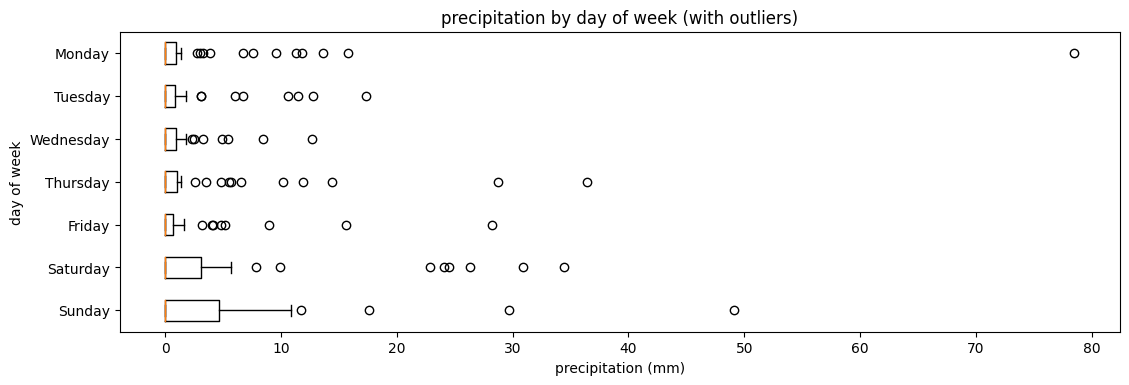 precipitation by day of week (with outliers)
day of week
Monday
Tuesday
Wednesday
Thursday
Friday
Saturday
Sunday
0 10 20 30 40 50 60 70 80
precipitation (mm)